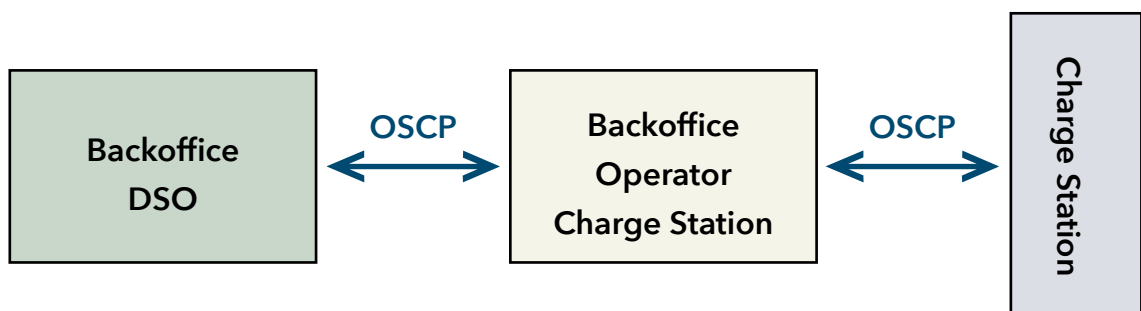 Backoffice
DSO
OSCP
Backoffice
Operator
Charge Station
OSCP
Charge Station